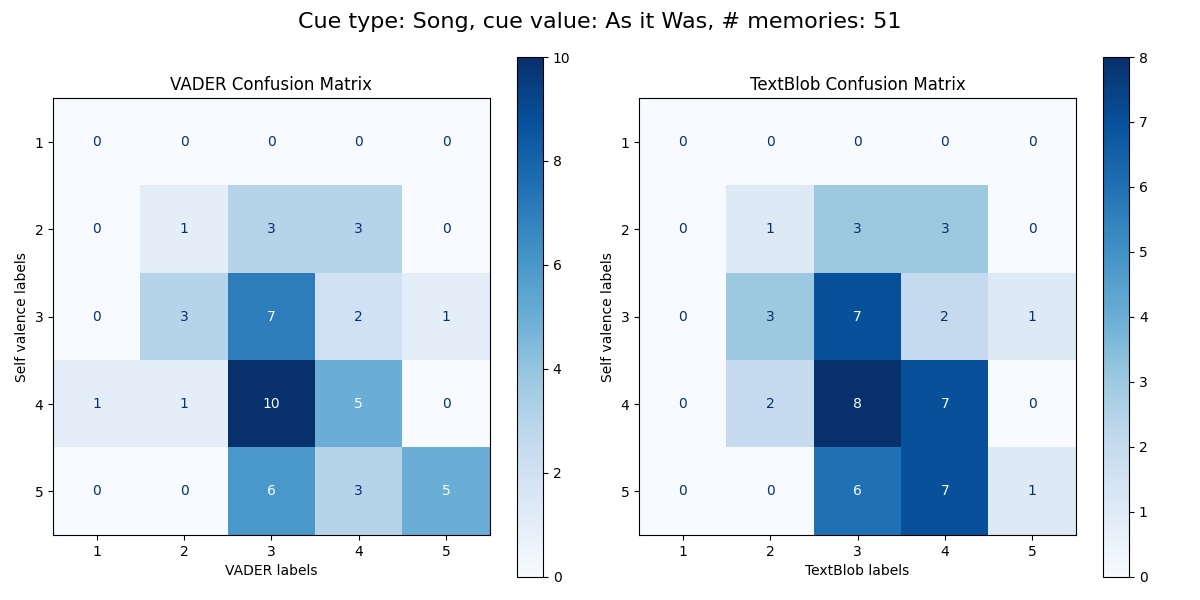 Cue type: Song, cue value: As it Was, # memories: 51
VADER Confusion Matrix
Self valence labels
1 0 0 0 0 0
2 0 1 3 3 0
3 0 3 7 2 1
4 1 1 10 5 0
5 0 0 6 3 5
1 2 3 4 5
VADER labels
10
8
6
4
2
0
TextBlob Confusion Matrix
Self valence labels
1 0 0 0 0 0
2 0 1 3 3 0
3 0 3 7 2 1
4 0 2 8 7 0
5 0 0 6 7 1
1 2 3 4 5
TextBlob labels
8
7
6
5
4
3
2
1
0